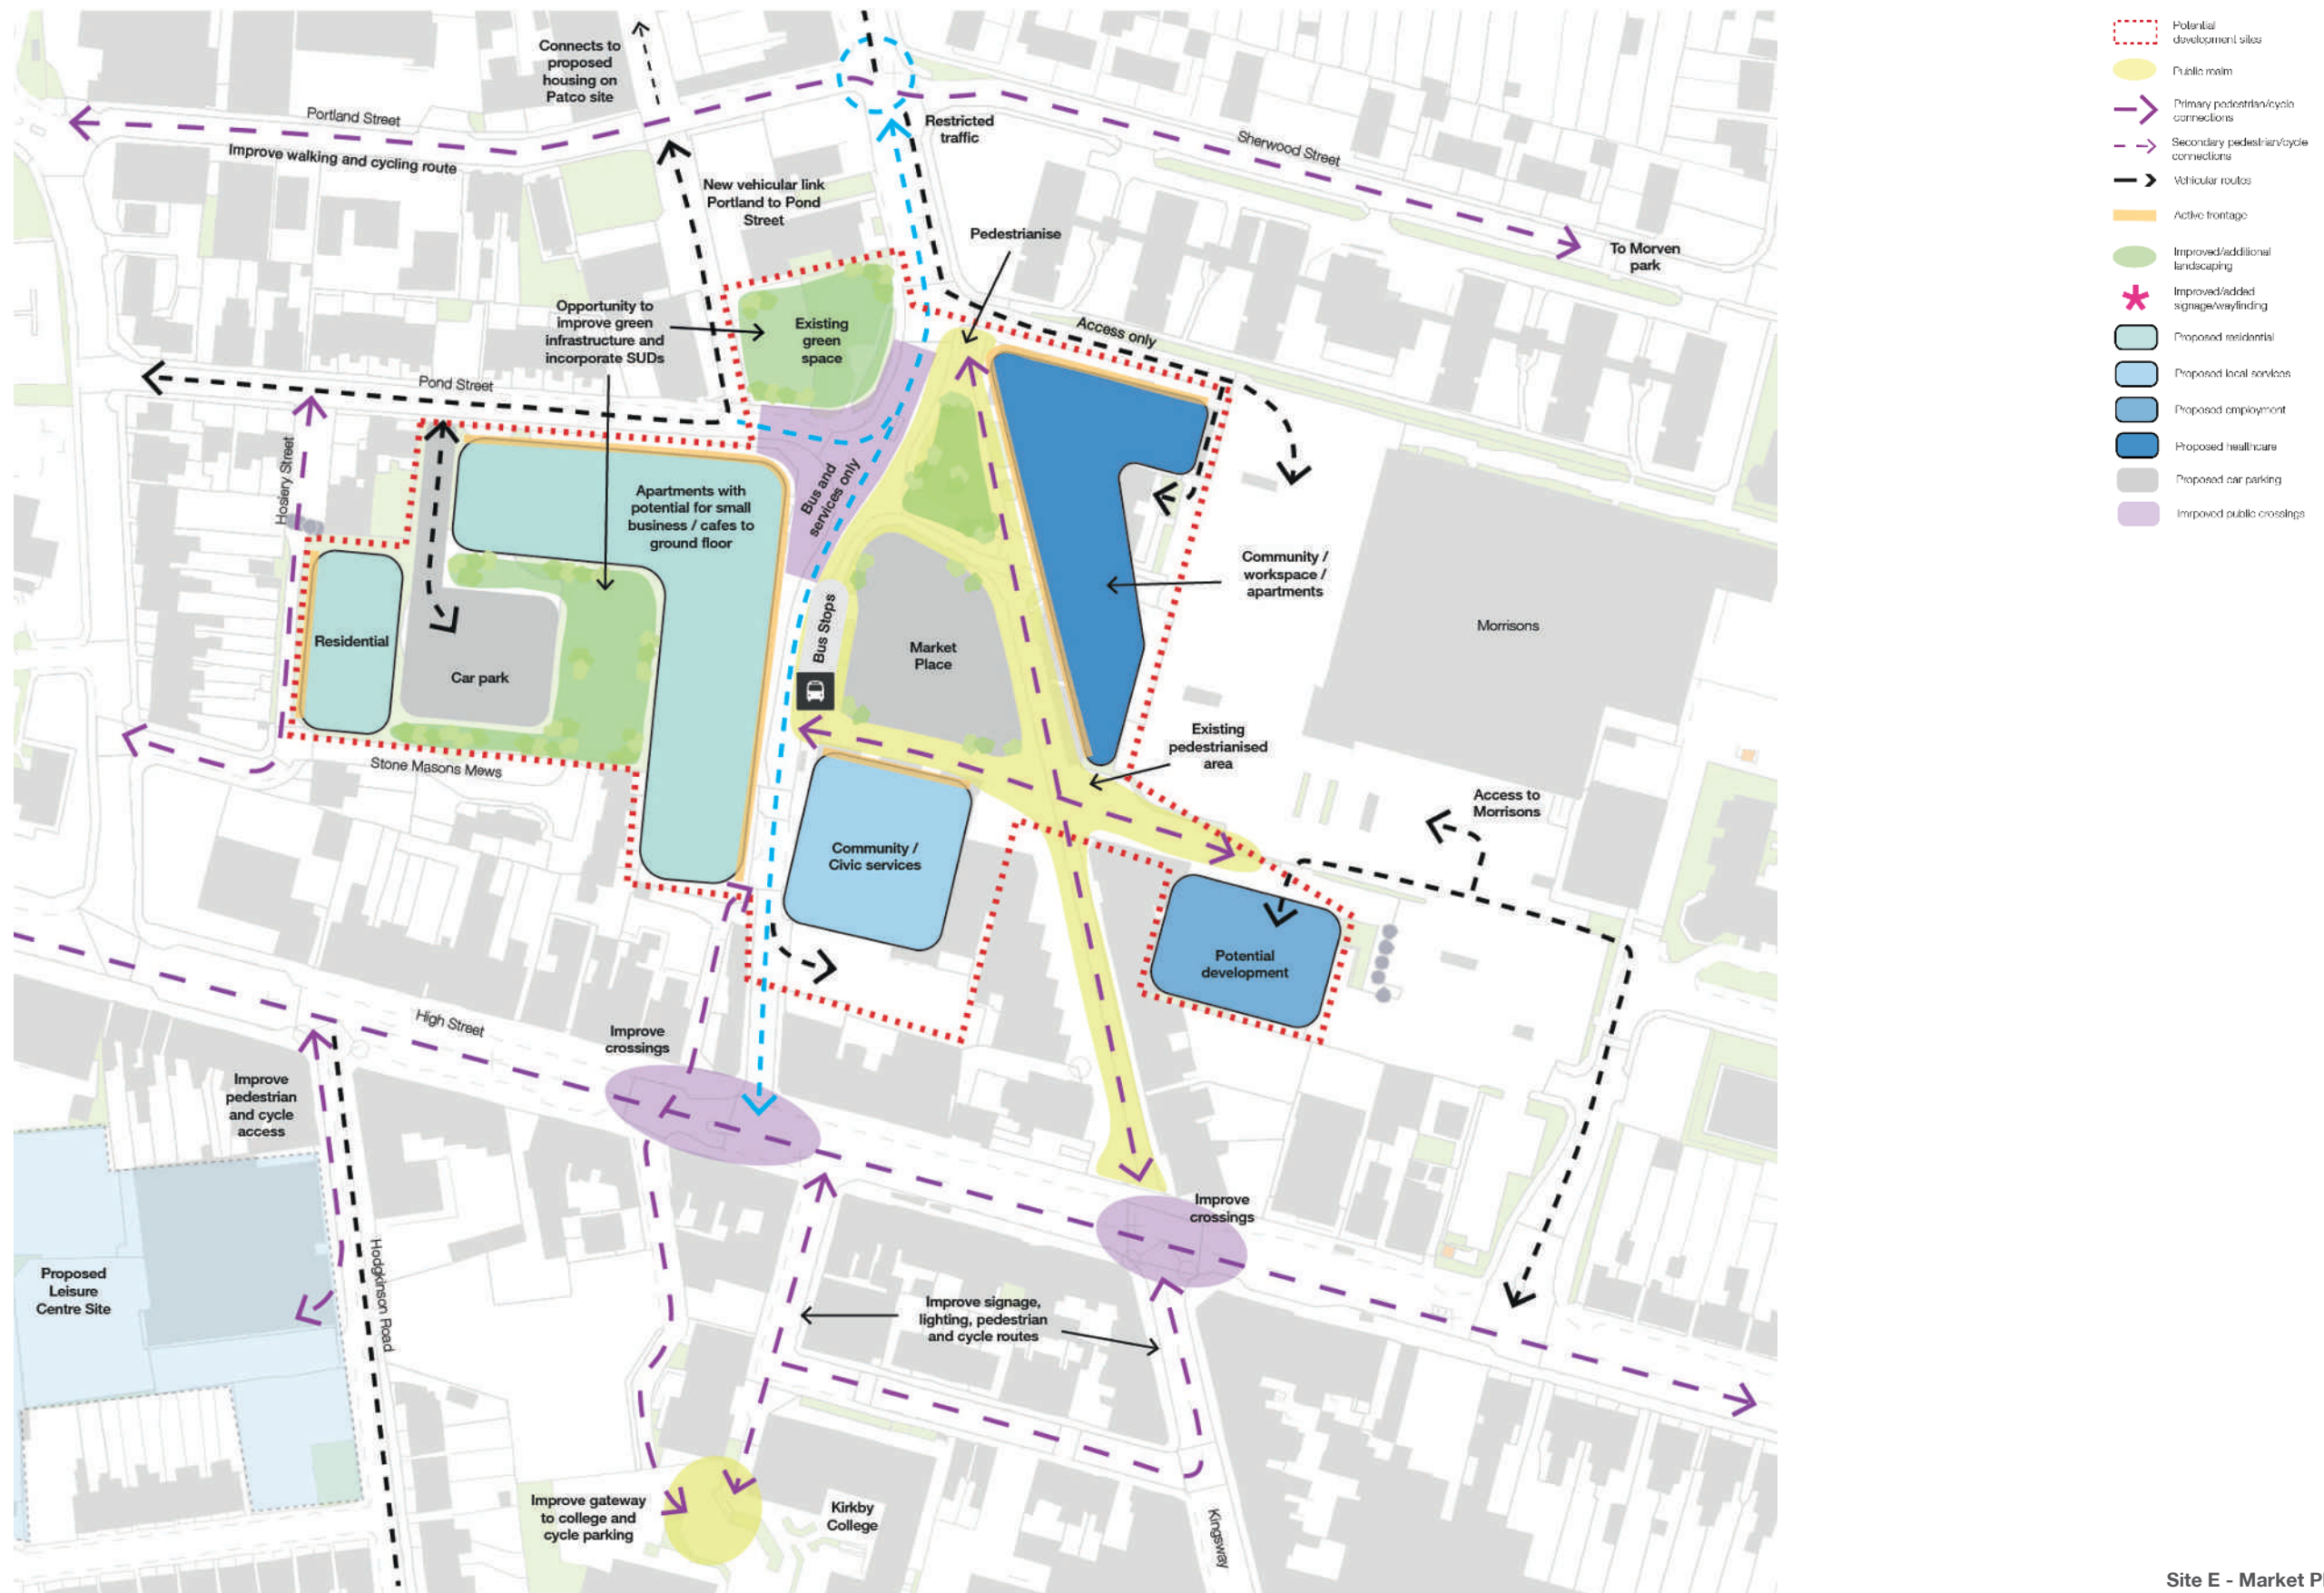 Connects to
proposed
housing on
Patco site
Portland Street
Improve walking and cycling route
Restricted
traffic
Sherwood Street
To Morven
park
New vehicular link
Portland to Pond
Street
Pedestrianise
Opportunity to
improve green
infrastructure and
incorporate SUDs
Existing
green
space
Access only
Pond Street
Hosiery Street
Apartments with
potential for small
business / cafes to
ground floor
Bus and
services only
Community /
workspace /
apartments
Residential
Car park
Bus Stops
Market
Place
Morrisons
Stone Masons Mews
Existing
pedestrianised
area
Access to
Morrisons
Community /
Civic services
Potential
development
High Street
Improve
crossings
Improve
pedestrian
and cycle
access
Improve
crossings
Proposed
Leisure
Centre Site
Hodgkinson Road
Improve signage,
lighting, pedestrian
and cycle routes
Improve gateway
to college and
cycle parking
Kirkby
College
Kingsway
Potential
development sites
Public realm
Primary pedestrian/cycle
connections
Secondary pedestrian/cycle
connections
Vehicular routes
Active frontage
Improved/additional
landscaping
Improved/added
signage/wayfinding
Proposed residential
Proposed local services
Proposed employment
Proposed healthcare
Proposed car parking
Imrpoved public crossings
Site E - Market P